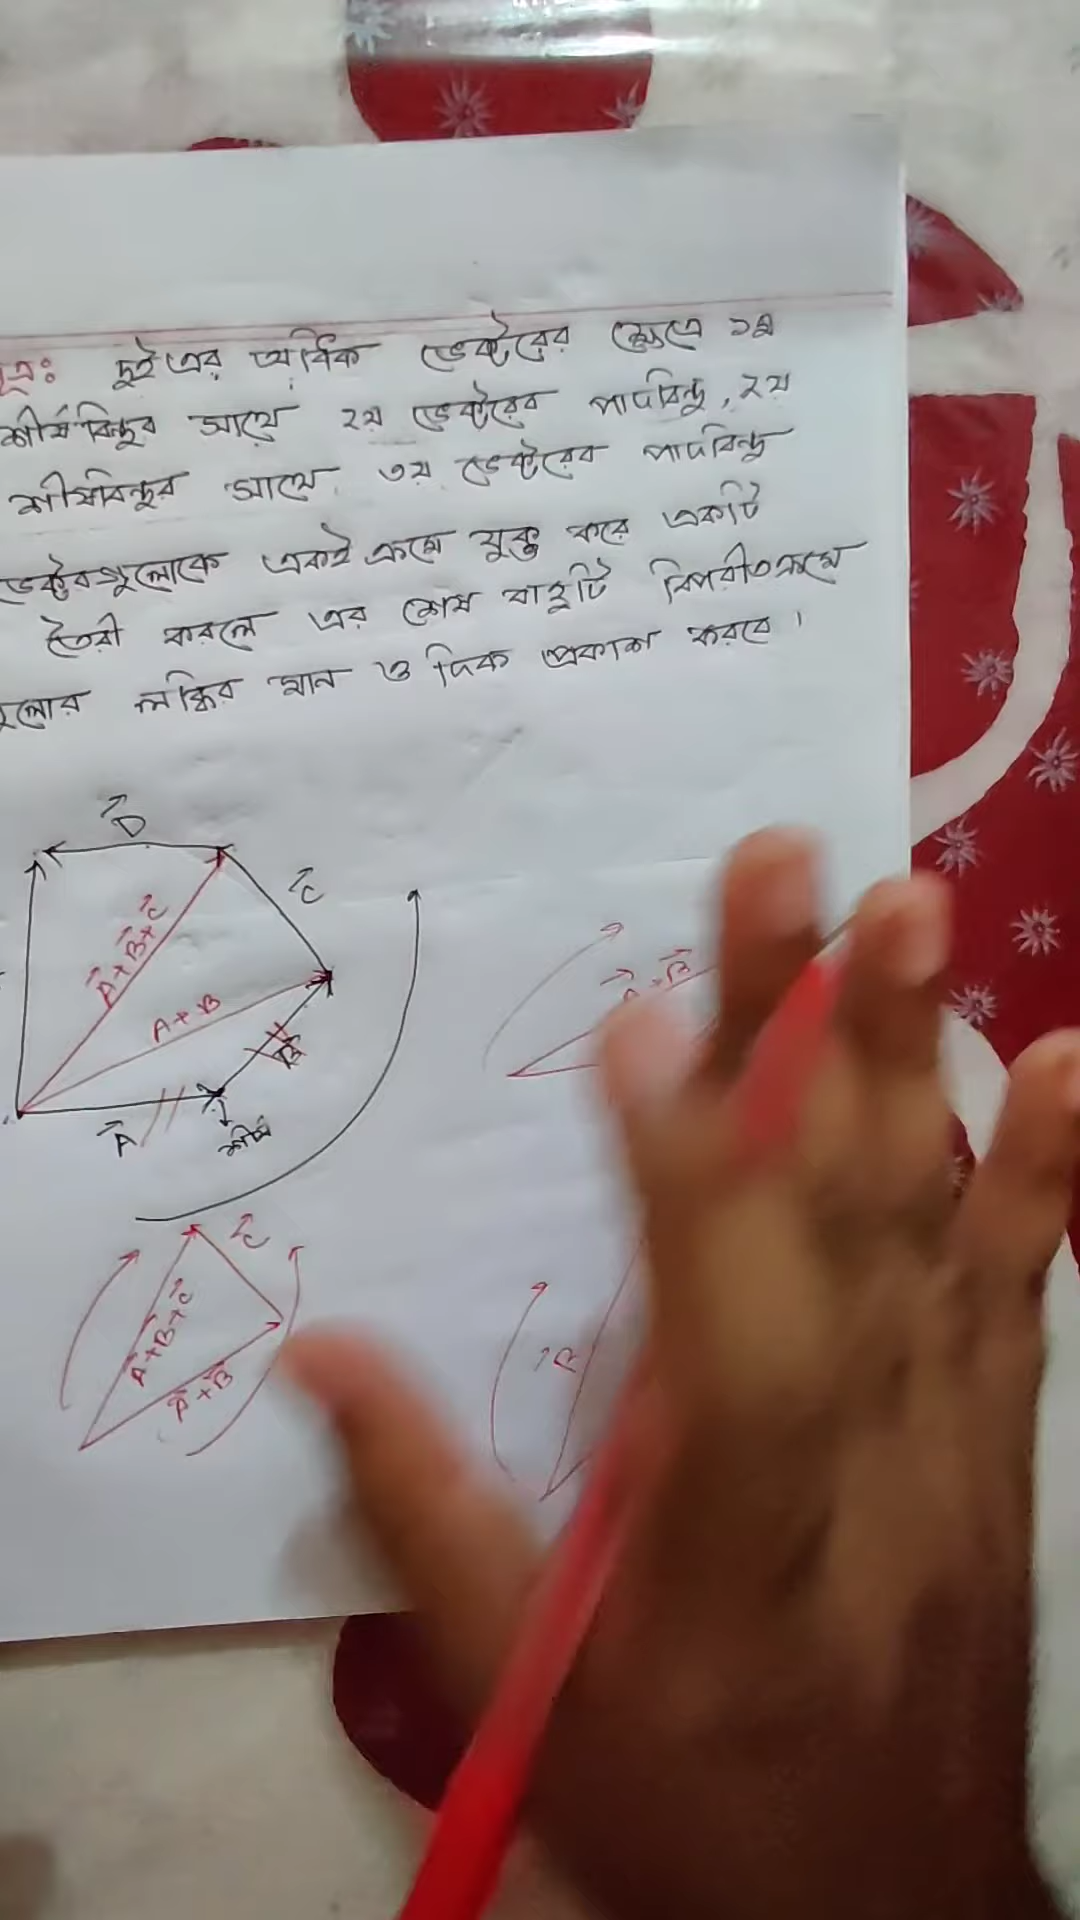 ত্রঃ দুইএর অধিক ভেক্টরের ক্ষেত্রে ১ম
শীর্ষবিন্দুর সাথে ২য় ভেক্টরের পাদবিন্দু, ২য়
শীর্ষবিন্দুর সাথে ৩য় ভেক্টরের পাদবিন্দু
ভেক্টরগুলোকে একই ক্রমে যুক্ত করে একটি
তৈরী করলে এর শেষ বাহুটি বিপরীতক্রমে
গুলোর লব্ধির মান ও দিক প্রকাশ করবে।
D⃗
C⃗
A⃗+B⃗+C⃗
A+B
B⃗
A⃗
শীর্ষ
A⃗+B⃗
C⃗
A⃗+B⃗+C⃗
A⃗+B⃗
B⃗